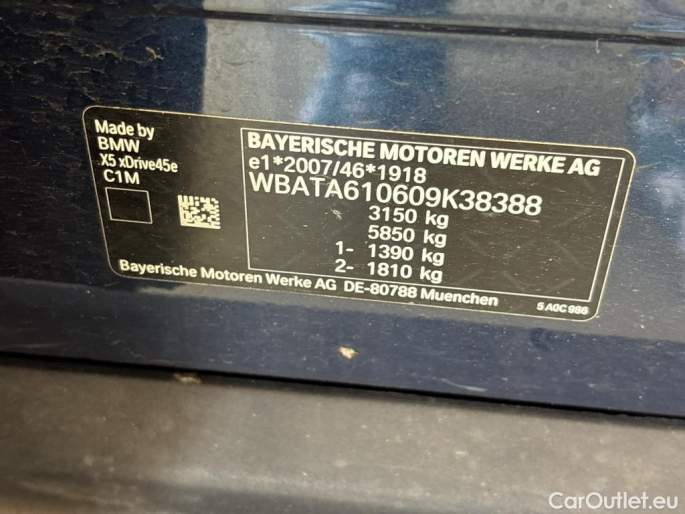 Made by
BMW
X5 xDrive45e
C1M
BAYERISCHE MOTOREN WERKE AG
e1*2007/46*1918
WBATA610609K38388
3150 kg
5850 kg
1- 1390 kg
2- 1810 kg
Bayerische Motoren Werke AG DE-80788 Muenchen
5 A0C 986
CarOutlet.eu